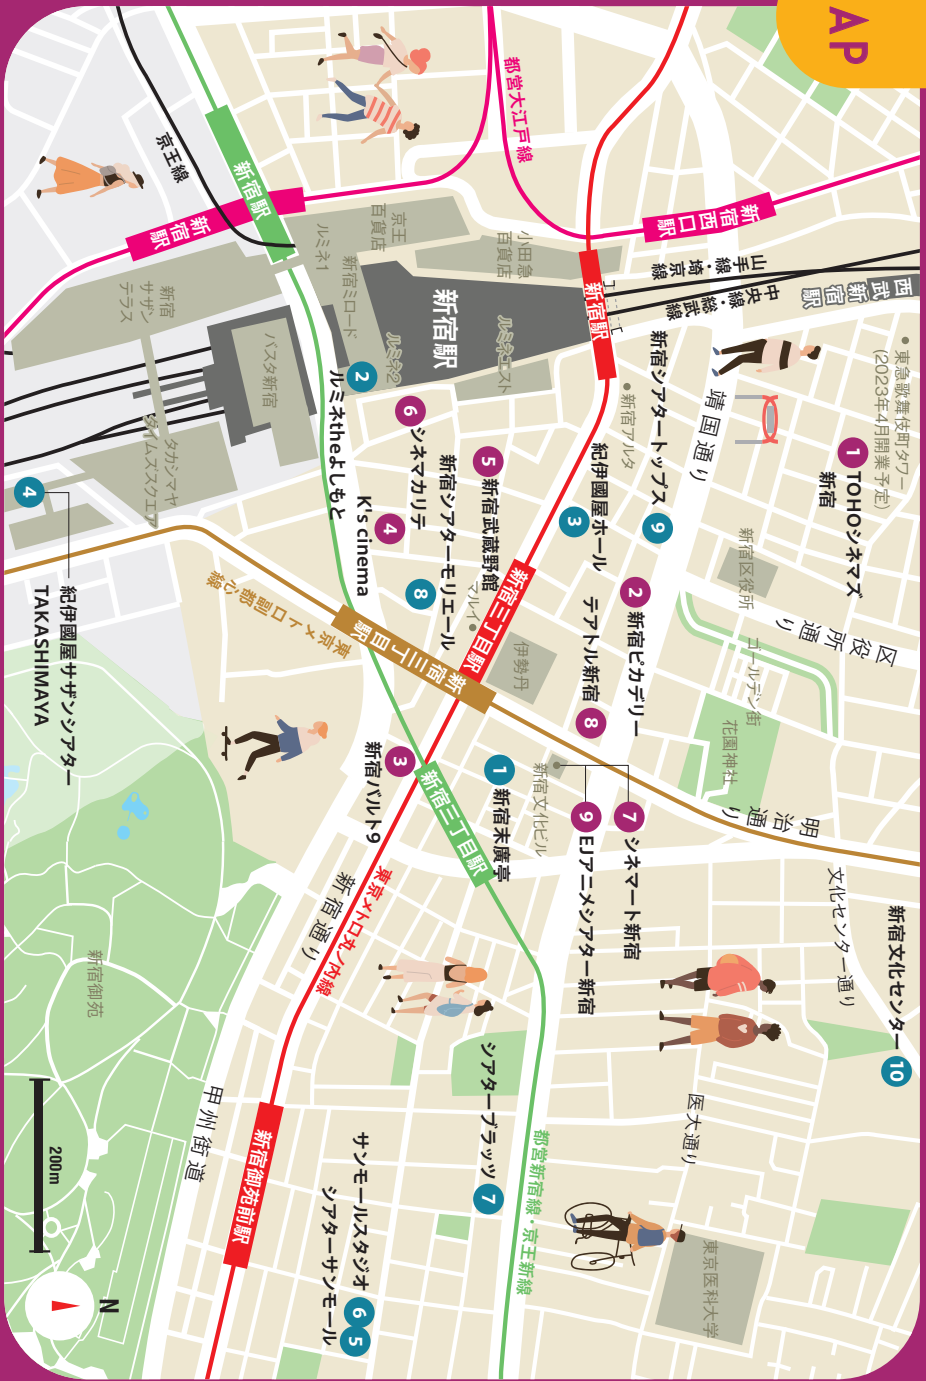 AP
都営大江戸線
京王線
新宿駅
新宿駅
新宿西口駅
山手線・埼京線
中央線・総武線
西武新宿駅
新宿駅
新宿駅
小田急
百貨店
京王
百貨店
ルミネ1
新宿ミロード
ルミネ2
ルミネエスト
新宿
サザン
テラス
バスタ新宿
タカシマヤ
タイムズスクエア
東急歌舞伎町タワー
(2023年4月開業予定)
1 TOHOシネマズ
新宿
靖国通り
新宿アルタ
新宿シアタートップス 9
紀伊國屋ホール
3
5 新宿武蔵野館
6 シネマカリテ
2
ルミネtheよしもと
K's cinema
4
新宿シアターモリエール
8
マルイ
新宿三丁目駅
伊勢丹
テアトル新宿 8
2 新宿ピカデリー
新宿区役所
区役所通り
ゴールデン街
花園神社
明治通り
東京メトロ副都心線
新宿三丁目駅
4
紀伊國屋サザンシアター
TAKASHIMAYA
3
新宿バルト9
新宿三丁目駅
1 新宿末廣亭
新宿文化ビル
7 シネマート新宿
9 EJアニメシアター新宿
文化センター通り
新宿文化センター 10
東京メトロ丸ノ内線
新宿通り
新宿御苑
甲州街道
新宿御苑前駅
シアターブラッツ 7
医大通り
都営新宿線・京王新線
東京医科大学
サンモールスタジオ 6
シアターサンモール 5
200m
N